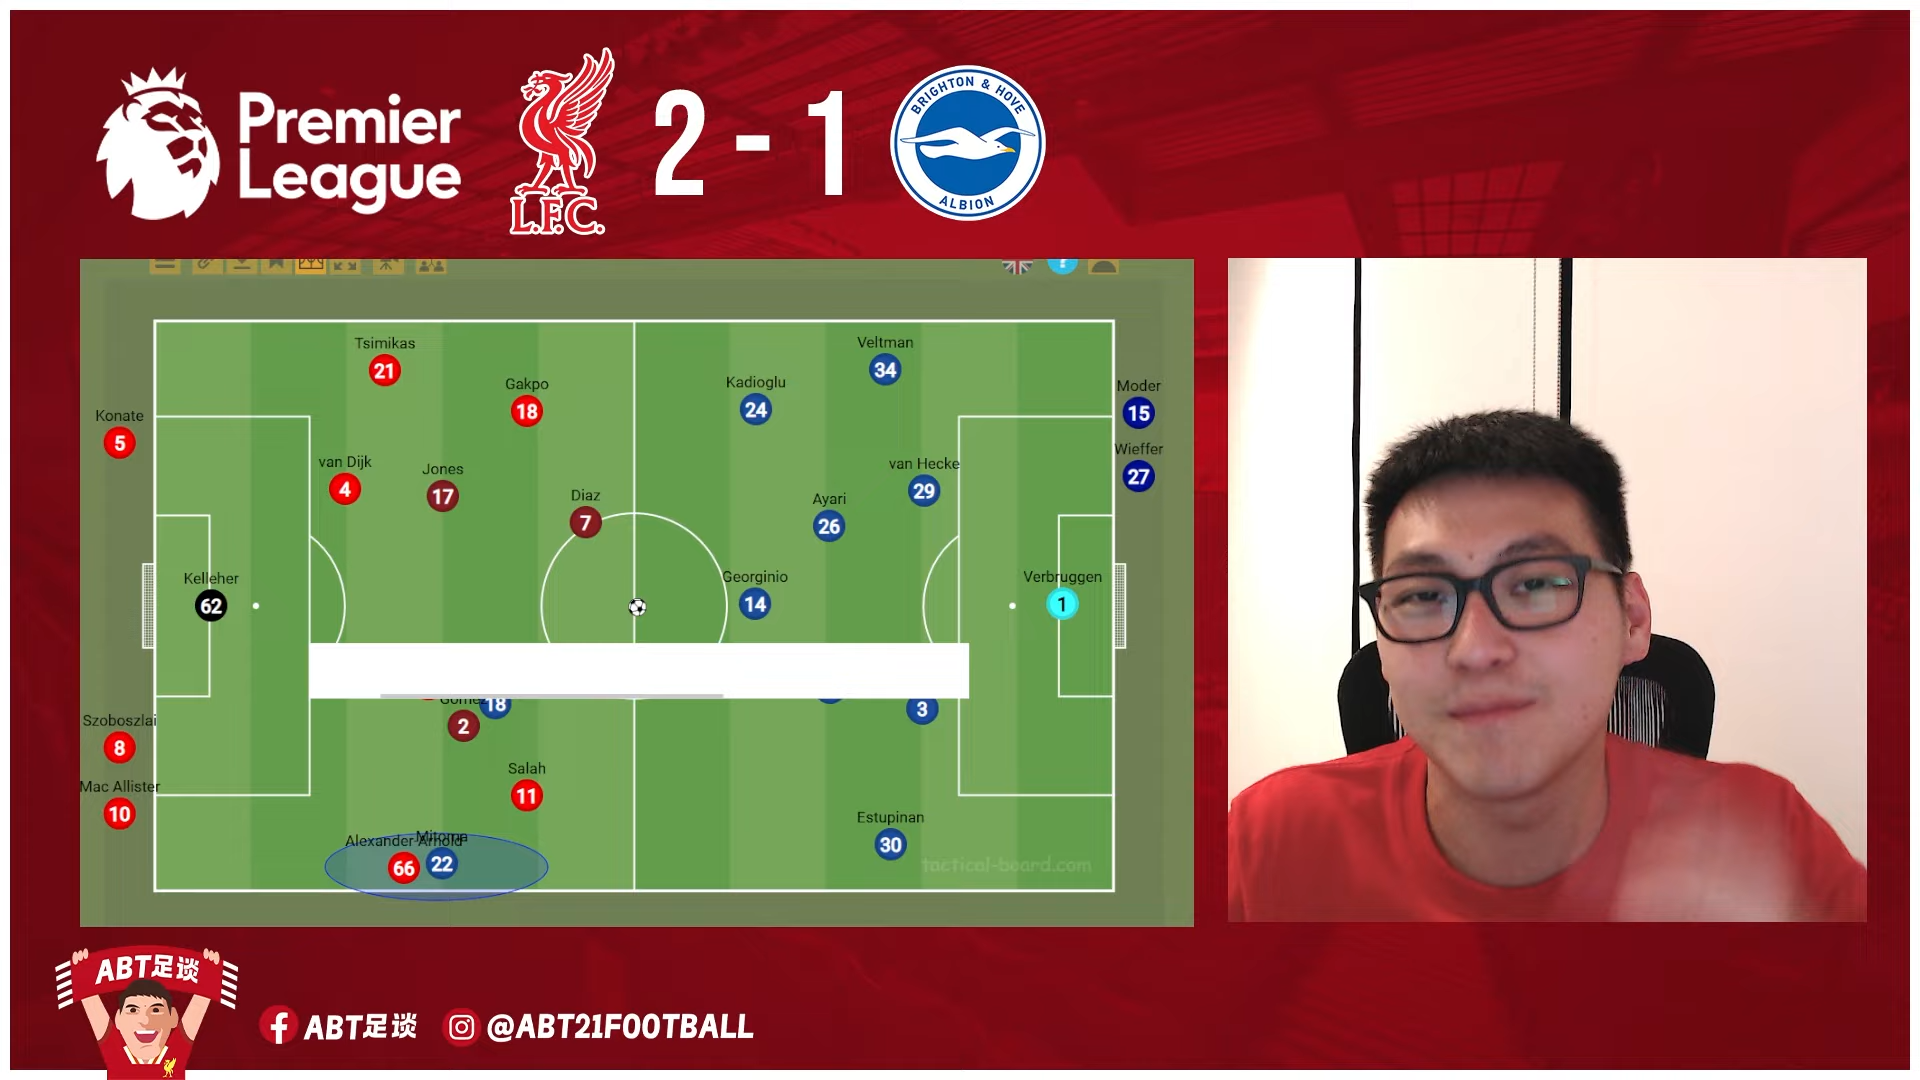 Premier
League
L.F.C.
2 - 1
BRIGHTON & HOVE
ALBION
?
Tsimikas
21
Veltman
34
Gakpo
18
Kadioglu
24
Moder
15
Konate
5
Wieffer
27
van Dijk
4
Jones
17
van Hecke
29
Diaz
7
Ayari
26
Kelleher
62
Georginio
14
Verbruggen
1
Gomez
2
18
3
Szoboszlai
8
Salah
11
Mac Allister
10
Estupinan
30
Alexander-Arnold
66
Mitoma
22
tactical-board.com
ABT足谈
ABT足谈
@ABT21FOOTBALL